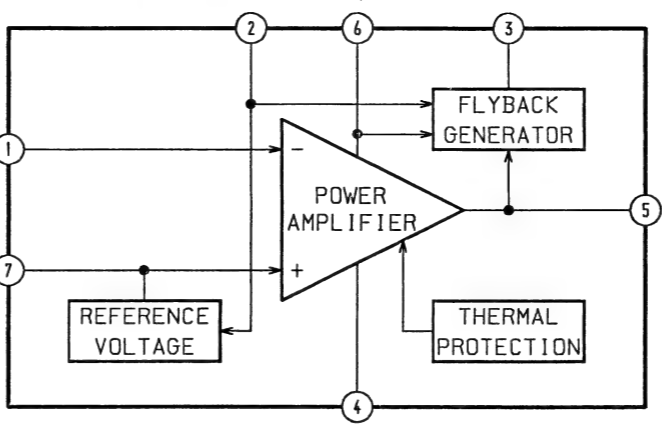 2 6 3
FLYBACK
GENERATOR
1 −
POWER
AMPLIFIER
5
7 +
REFERENCE
VOLTAGE
THERMAL
PROTECTION
4